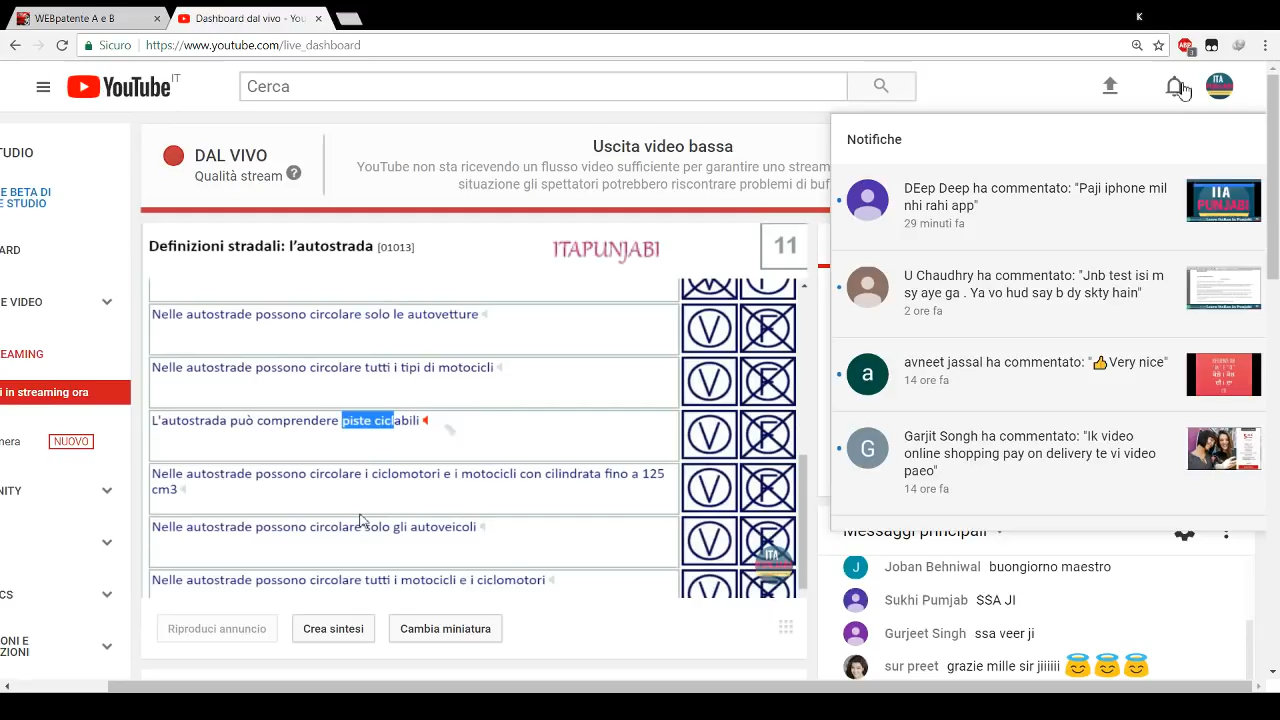 WEBpatente A e B
Dashboard dal vivo - You
K
Sicuro
https://www.youtube.com/live_dashboard
ABP
3
YouTube IT
Cerca
ITA
PUNJABI
TUDIO
DAL VIVO
Qualità stream
Uscita video bassa
YouTube non sta ricevendo un flusso video sufficiente per garantire uno stream
situazione gli spettatori potrebbero riscontrare problemi di buf
E BETA DI
E STUDIO
ARD
E VIDEO
EAMING
i in streaming ora
nera NUOVO
NITY
CS
ONI E
ZIONI
Notifiche
DEep Deep ha commentato: "Paji iphone mil
nhi rahi app"
29 minuti fa
U Chaudhry ha commentato: "Jnb test isi m
sy aye ga.. Ya vo hud say b dy skty hain"
2 ore fa
avneet jassal ha commentato: "👍Very nice"
14 ore fa
Garjit Songh ha commentato: "Ik video
online shopping pay on delivery te vi video
paeo"
14 ore fa
Definizioni stradali: l'autostrada [01013]
ITAPUNJABI
11
Nelle autostrade possono circolare solo le autovetture
V F
Nelle autostrade possono circolare tutti i tipi di motocicli
V F
L'autostrada può comprendere piste ciclabili
V F
Nelle autostrade possono circolare i ciclomotori e i motocicli con cilindrata fino a 125
cm3
V F
Nelle autostrade possono circolare solo gli autoveicoli
V F
Nelle autostrade possono circolare tutti i motocicli e i ciclomotori
V F
Riproduci annuncio
Crea sintesi
Cambia miniatura
Messaggi principali
Joban Behniwal buongiorno maestro
Sukhi Pumjab SSA JI
Gurjeet Singh ssa veer ji
sur preet grazie mille sir jiiiiii 😇😇😇